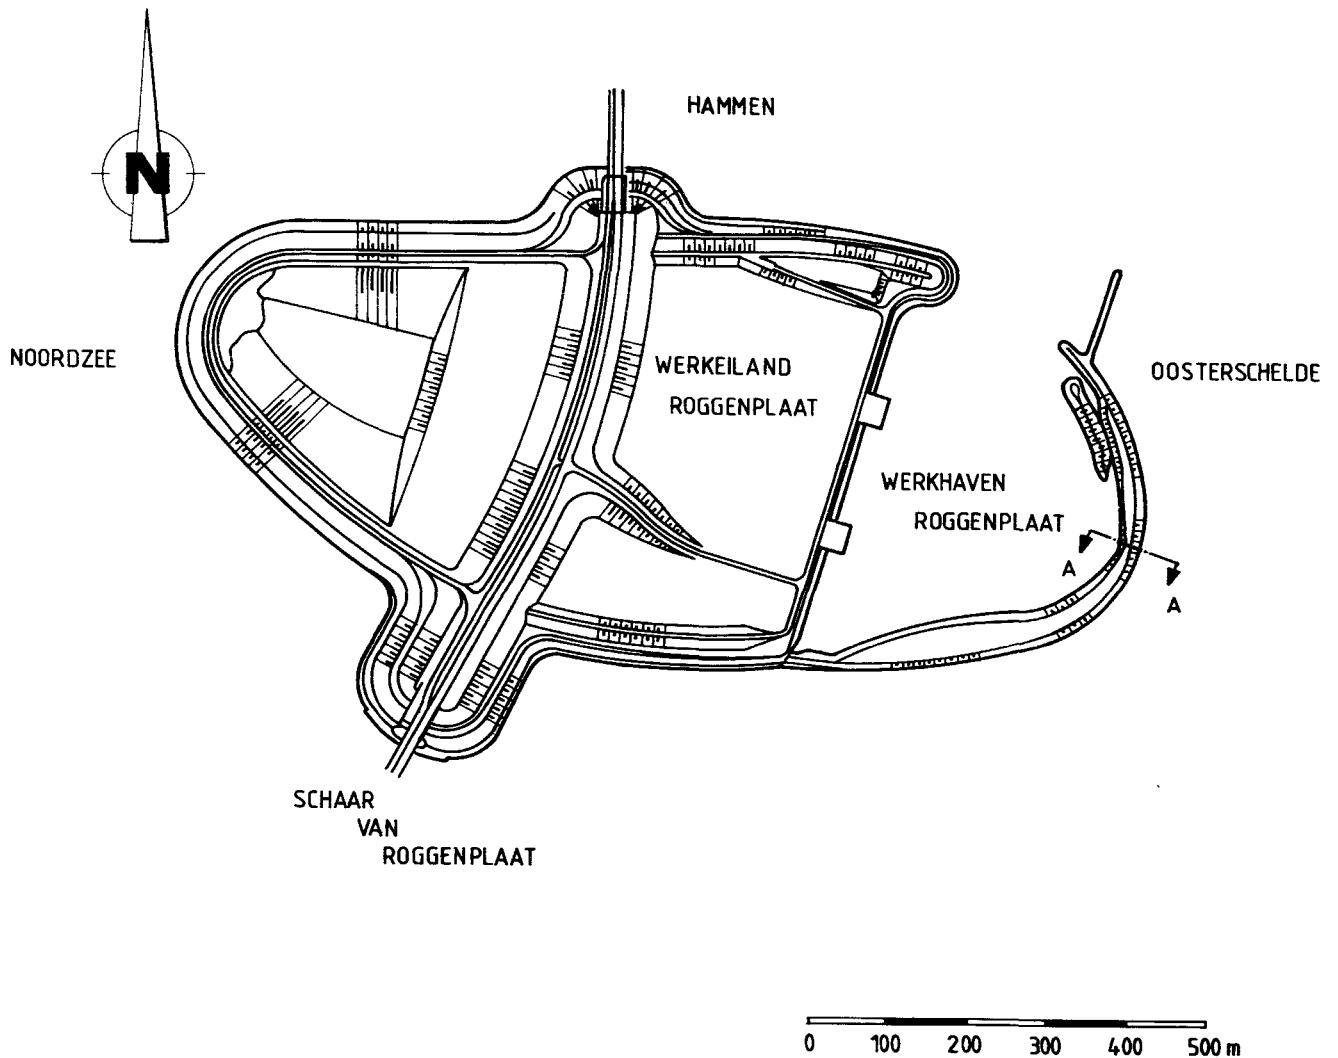 HAMMEN
N
NOORDZEE
WERKEILAND
ROGGENPLAAT
OOSTERSCHELDE
WERKHAVEN
ROGGENPLAAT
A
A
SCHAAR
VAN
ROGGENPLAAT
0 100 200 300 400 500 m